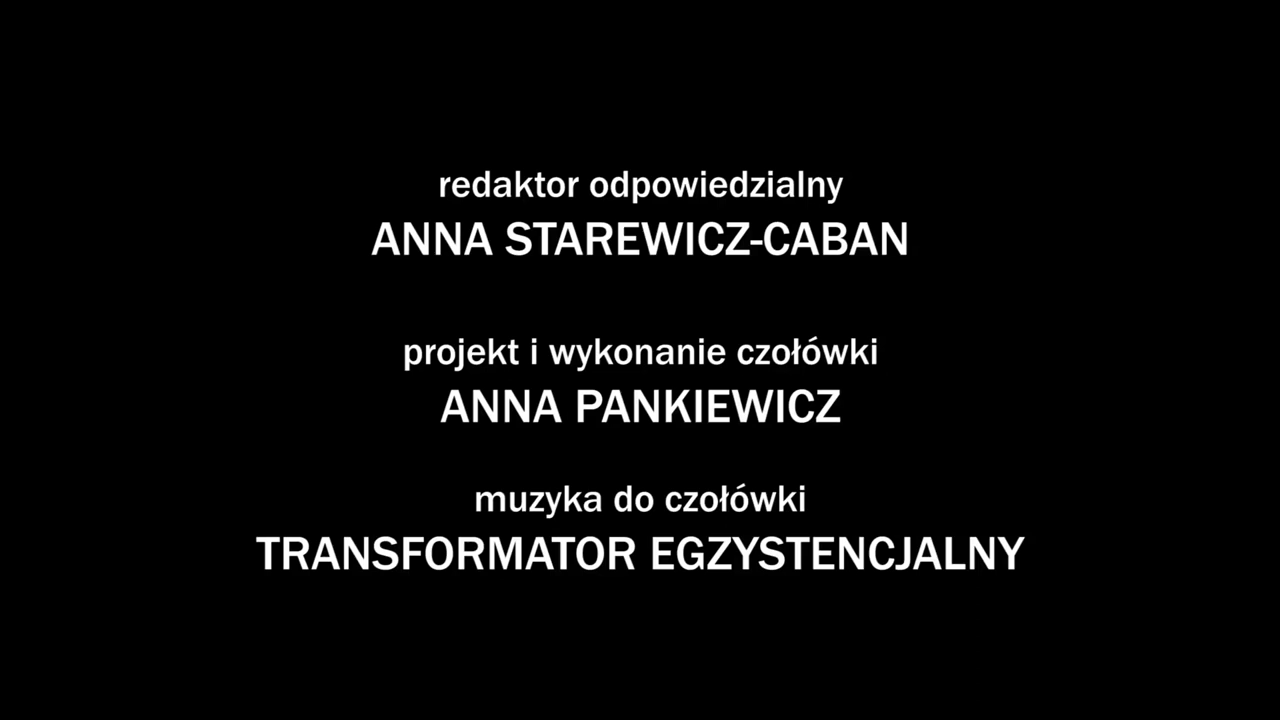 redaktor odpowiedzialny
ANNA STAREWICZ-CABAN
projekt i wykonanie czołówki
ANNA PANKIEWICZ
muzyka do czołówki
TRANSFORMATOR EGZYSTENCJALNY